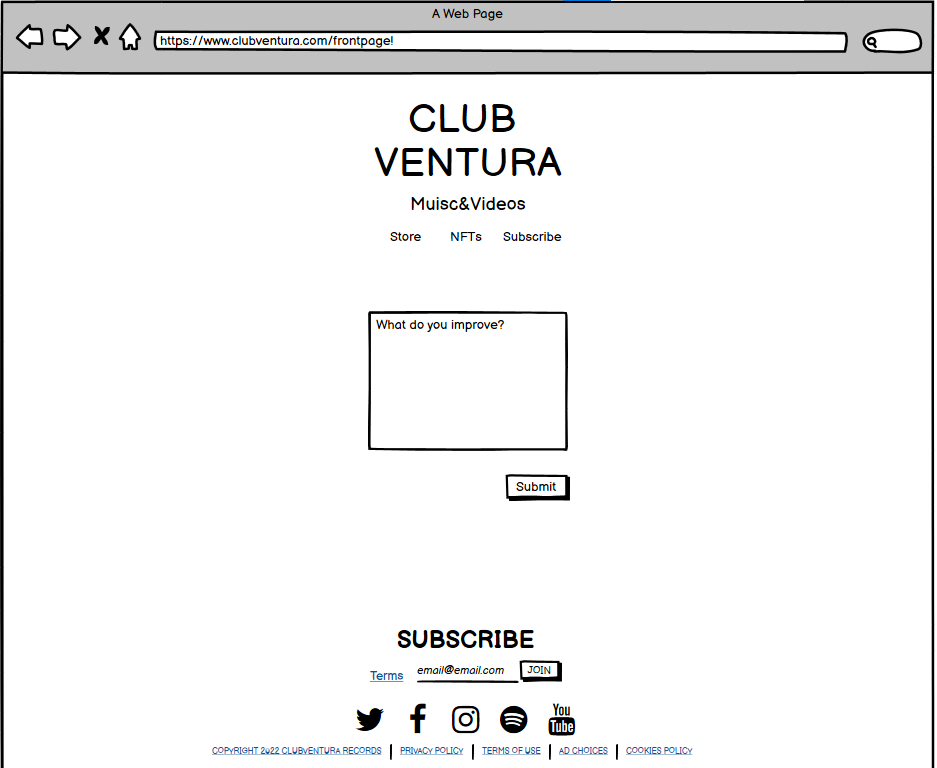 A Web Page
https://www.clubventura.com/frontpage!
CLUB
VENTURA
Muisc&Videos
Store NFTs Subscribe
What do you improve?
Submit
SUBSCRIBE
Terms email@email.com JOIN
You
Tube
COPYRIGHT 2022 CLUBVENTURA RECORDS | PRIVACY POLICY | TERMS OF USE | AD CHOICES | COOKIES POLICY